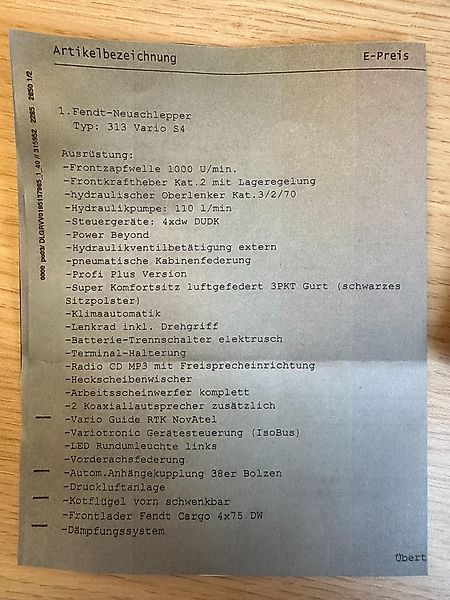 Artikelbezeichnung E-Preis
1.Fendt-Neuschlepper
Typ: 313 Vario S4
Ausrüstung:
-Frontzapfwelle 1000 U/min.
-Frontkraftheber Kat.2 mit Lageregelung
-hydraulischer Oberlenker Kat.3/2/70
-Hydraulikpumpe: 110 l/min
-Steuergeräte: 4xdw DUDK
-Power Beyond
-Hydraulikventilbetätigung extern
-pneumatische Kabinenfederung
-Profi Plus Version
-Super Komfortsitz luftgefedert 3PKT Gurt (schwarzes
Sitzpolster)
-Klimaautomatik
-Lenkrad inkl. Drehgriff
-Batterie-Trennschalter elektrusch
-Terminal-Halterung
-Radio CD MP3 mit Freisprecheinrichtung
-Heckscheibenwischer
-Arbeitsscheinwerfer komplett
-2 Koaxiallautsprecher zusätzlich
-Vario Guide RTK NovAtel
-Variotronic Gerätesteuerung (IsoBus)
-LED Rundumleuchte links
-Vorderachsfederung
-Autom.Anhängekupplung 38er Bolzen
-Druckluftanlage
-Kotflügel vorn schwenkbar
-Frontlader Fendt Cargo 4x75 DW
-Dämpfungssystem
Übert